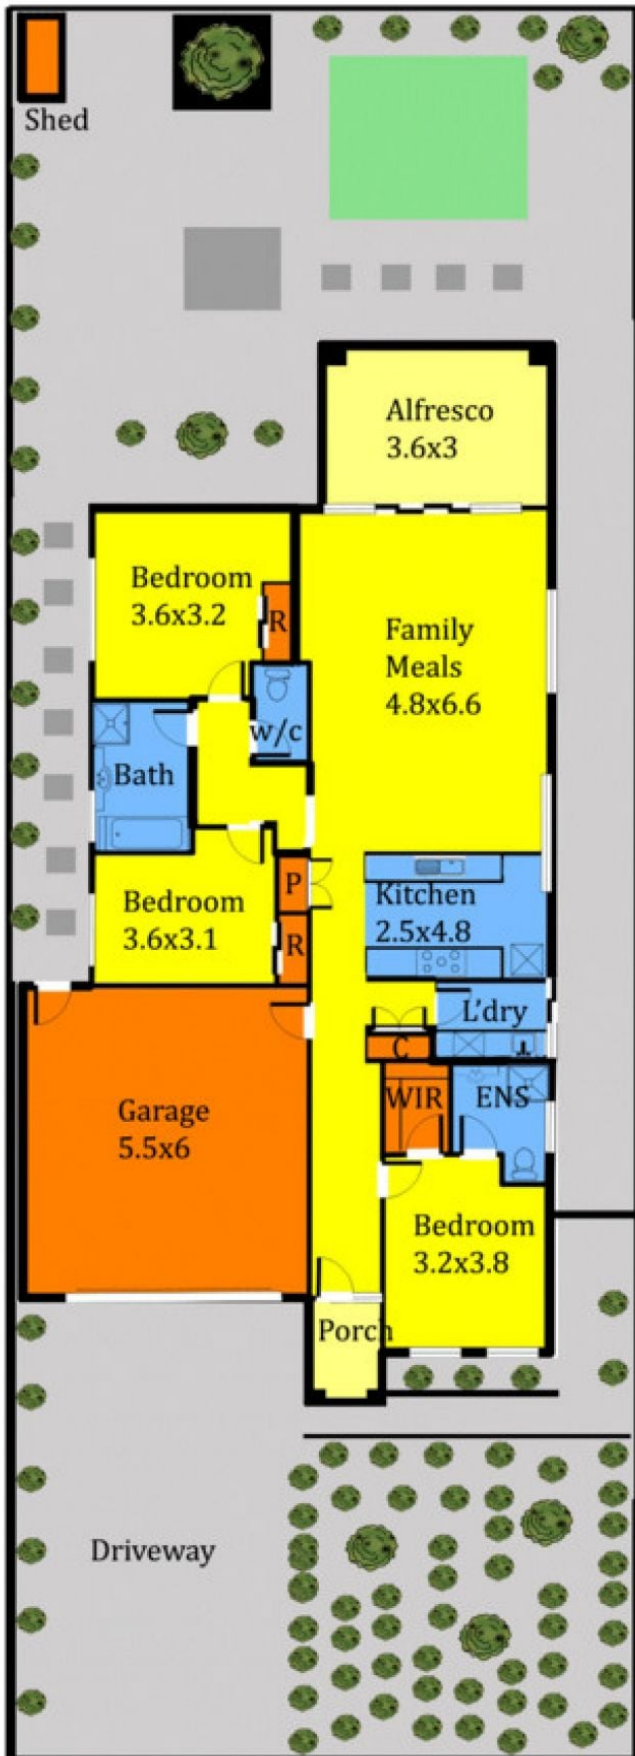 Shed
Alfresco
3.6x3
Bedroom
3.6x3.2
R
Family
Meals
4.8x6.6
w/c
Bath
P
Kitchen
2.5x4.8
Bedroom
3.6x3.1
R
L'dry
C
WIR
ENS
Garage
5.5x6
Bedroom
3.2x3.8
Porch
Driveway